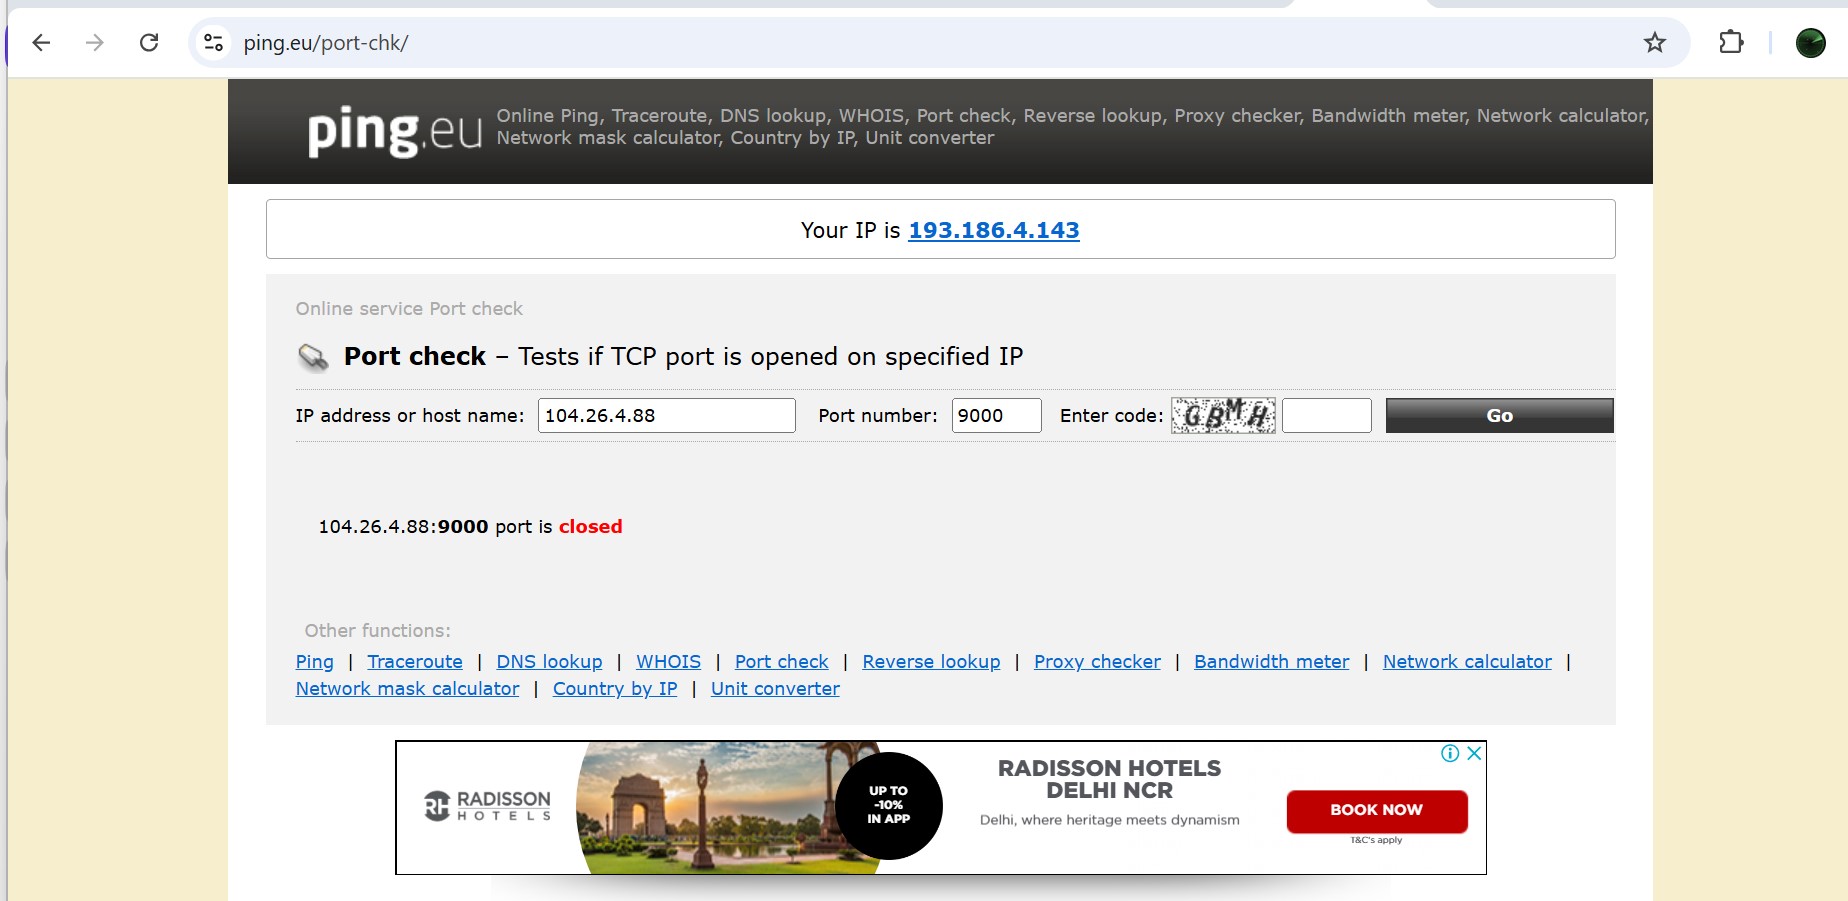 ping.eu/port-chk/
ping.eu
Online Ping, Traceroute, DNS lookup, WHOIS, Port check, Reverse lookup, Proxy checker, Bandwidth meter, Network calculator,
Network mask calculator, Country by IP, Unit converter
Your IP is 193.186.4.143
Online service Port check
Port check – Tests if TCP port is opened on specified IP
IP address or host name: 104.26.4.88 Port number: 9000 Enter code: GBMH Go
104.26.4.88:9000 port is closed
Other functions:
Ping | Traceroute | DNS lookup | WHOIS | Port check | Reverse lookup | Proxy checker | Bandwidth meter | Network calculator |
Network mask calculator | Country by IP | Unit converter
RH RADISSON
HOTELS
UP TO
-10%
IN APP
RADISSON HOTELS
DELHI NCR
Delhi, where heritage meets dynamism
BOOK NOW
T&C's apply